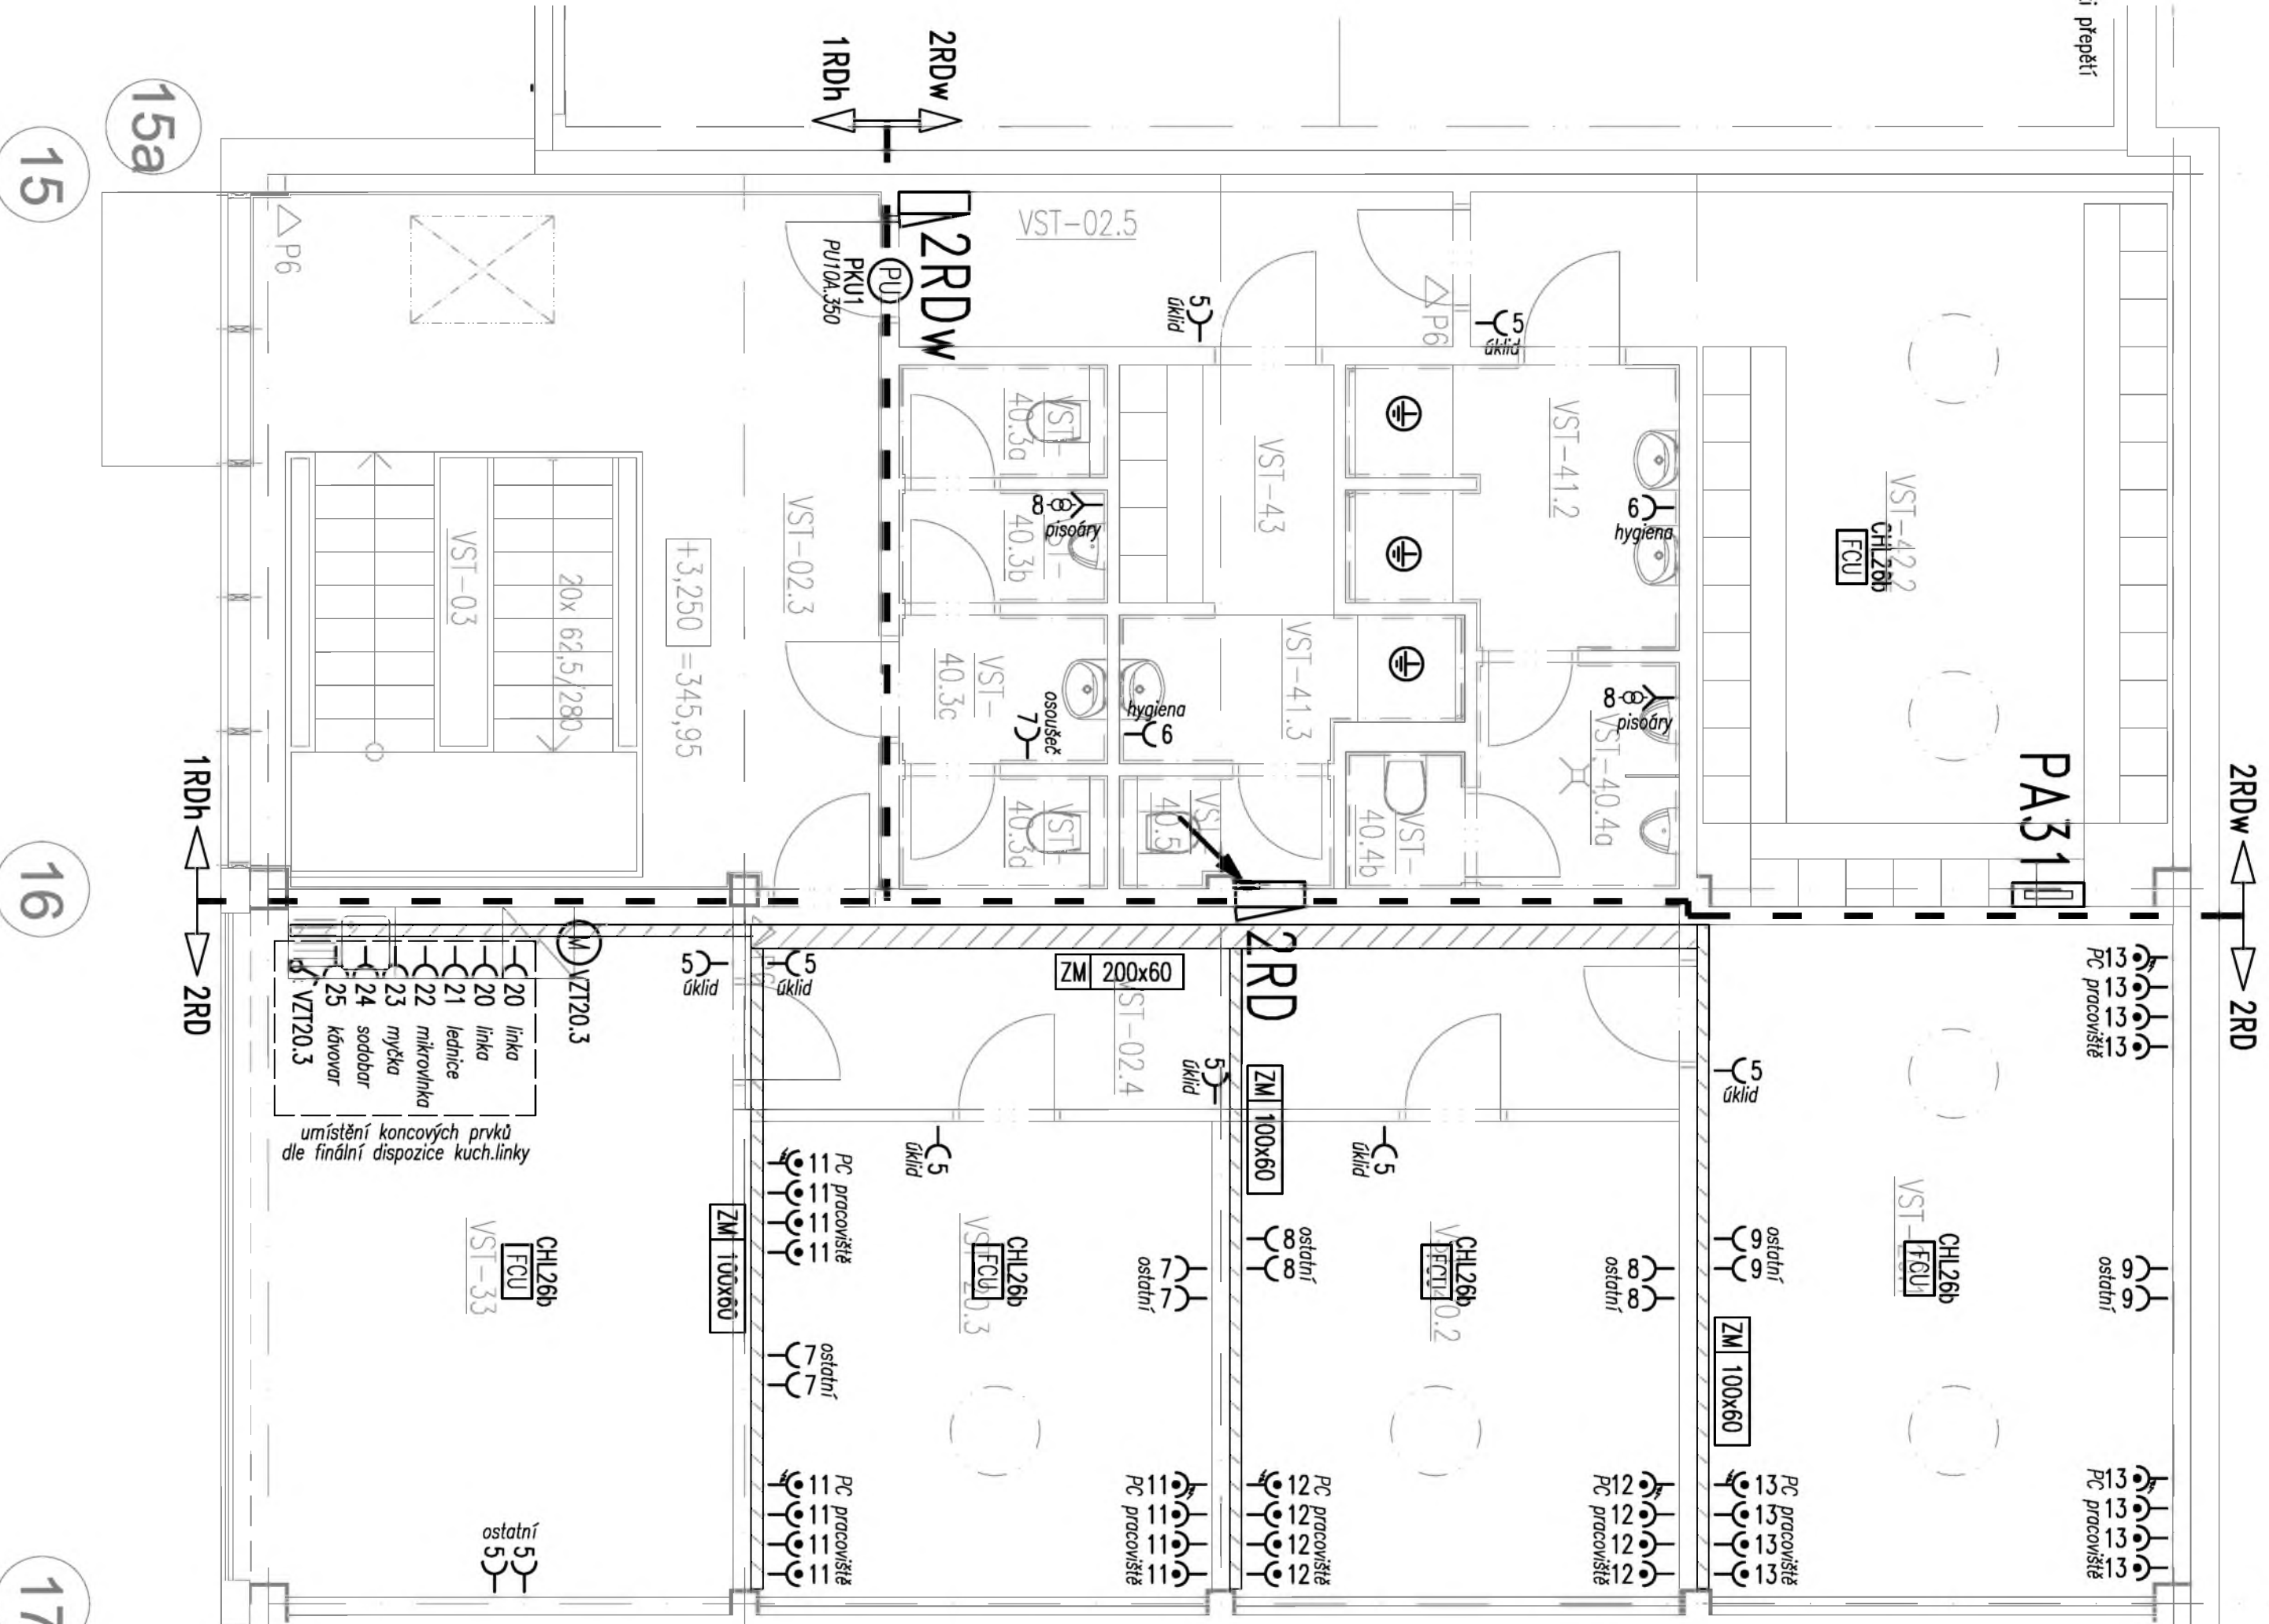 ti přepětí
2RDw
1RDh
15a
15
16
17
2RDw
VST-02.5
PU
PKU1
PU10A.350
P6
P6
5
úklid
5
úklid
VST-
40.3a
VST-43
VST-41.2
VST-42.2
CHL26b
FCU
8
pisoáry
40.3b
6
hygiena
VST-03
20x 62,5/280
+3,250
=345,95
VST-02.3
VST-
40.3c
7
osoušeč
hygiena
6
VST-41.3
8
pisoáry
VST-40.4a
VST-
40.3d
40.5
VST-
40.4b
PA31
2RDw
2RD
1RDh
2RD
2RD
M
VZT20.3
VZT20.3
25 kávovar
24 sodobar
23 myčka
22 mikrovlnka
21 lednice
20 linka
20 linka
umístění koncových prvků
dle finální dispozice kuch.linky
5
úklid
5
úklid
ZM 200x60
VST-02.4
5
úklid
5
úklid
5
úklid
5
úklid
ZM 100x60
ZM 100x60
ZM 100x60
13
13
13
13
PC pracoviště
11
11
11
11
PC pracoviště
VST-33
CHL26b
FCU
CHL26b
FCU
CHL26b
FCU
CHL26b
FCU
7
7
ostatní
7
7
ostatní
8
8
ostatní
8
8
ostatní
9
9
ostatní
9
9
ostatní
ostatní
5
5
11
11
11
11
PC pracoviště
11
11
11
11
PC pracoviště
12
12
12
12
PC pracoviště
12
12
12
12
PC pracoviště
13
13
13
13
PC pracoviště
13
13
13
13
PC pracoviště